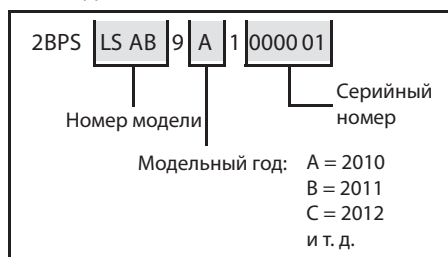 2BPS LS AB 9 A 1 0000 01
Серийный
номер
Номер модели
Модельный год: A = 2010
B = 2011
C = 2012
и т. д.